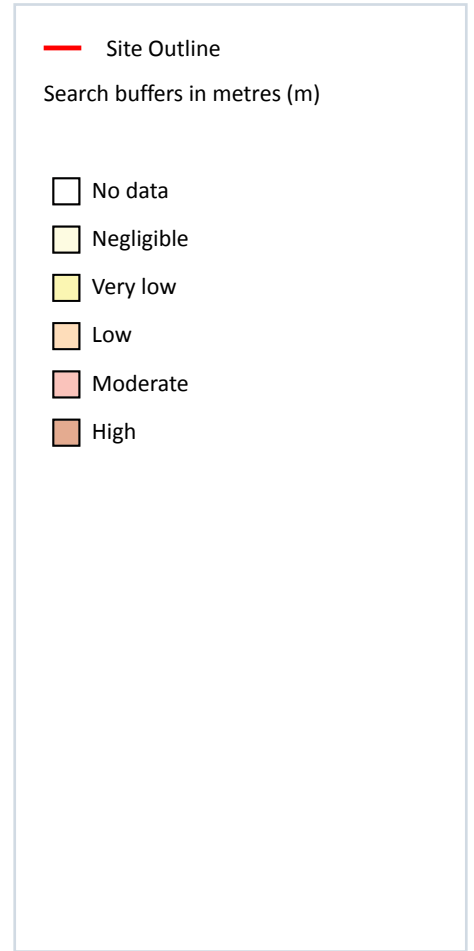 Site Outline
Search buffers in metres (m)
No data
Negligible
Very low
Low
Moderate
High